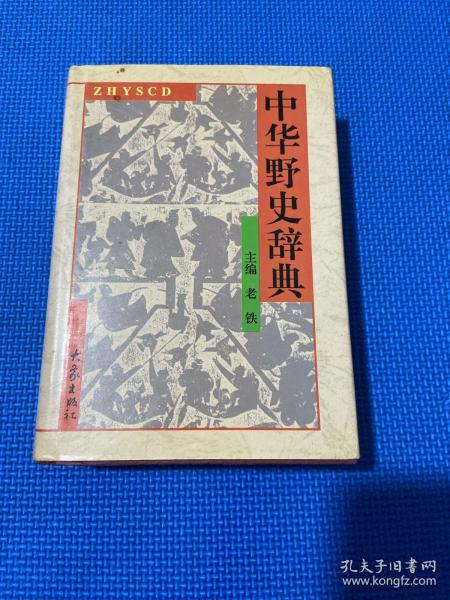 ZHYSCD
中华野史辞典
主编 老铁
大象出版社
孔夫子旧书网
www.kongfz.com